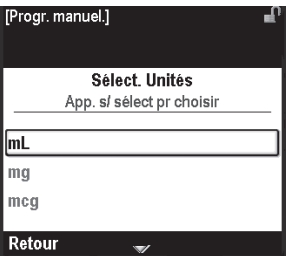 [Progr. manuel.]
Sélect. Unités
App. s/ sélect pr choisir
mL
mg
mcg
Retour